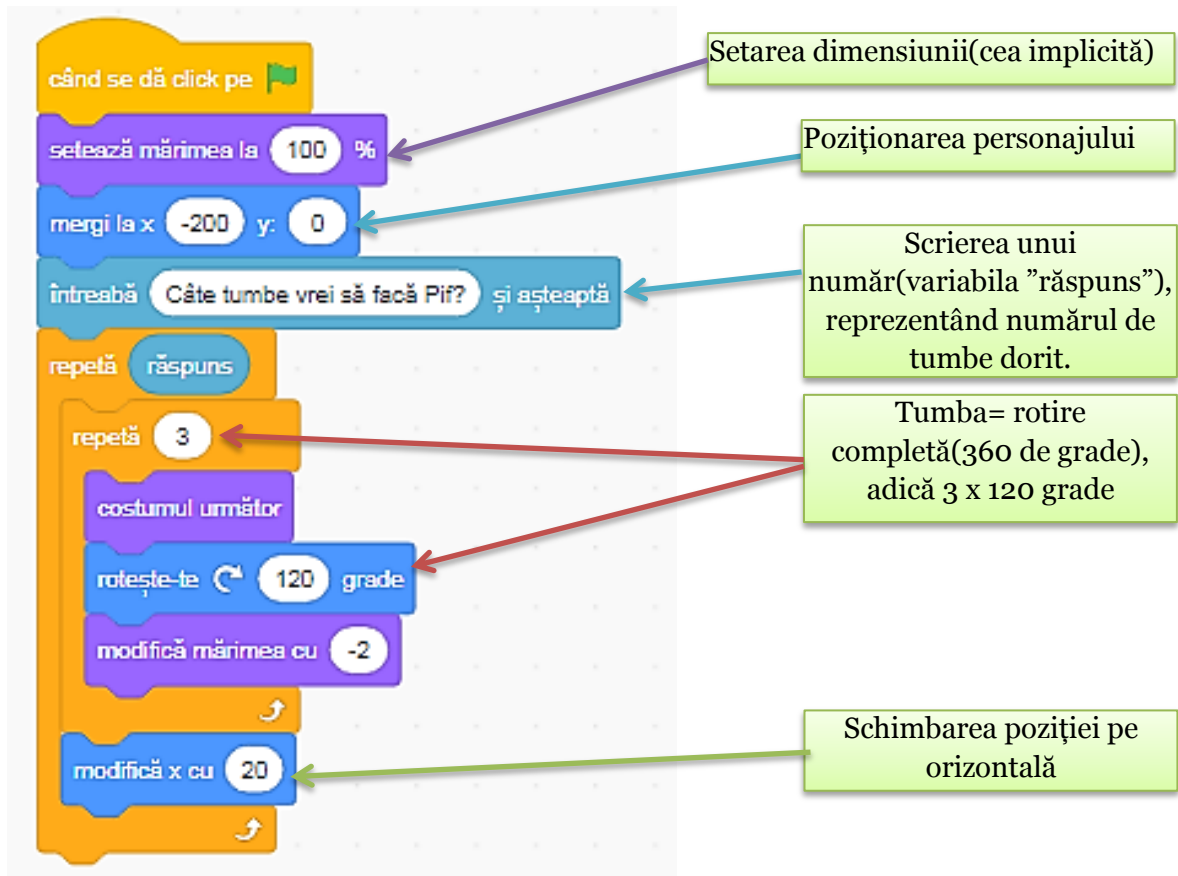 când se dă click pe
setează mărimea la 100 %
mergi la x -200 y: 0
întreabă Câte tumbe vrei să facă Pif? și așteaptă
repetă răspuns
repetă 3
costumul următor
rotește-te 120 grade
modifică mărimea cu -2
modifică x cu 20
Setarea dimensiunii(cea implicită)
Poziționarea personajului
Scrierea unui
număr(variabila ”răspuns”),
reprezentând numărul de
tumbe dorit.
Tumba= rotire
completă(360 de grade),
adică 3 x 120 grade
Schimbarea poziției pe
orizontală